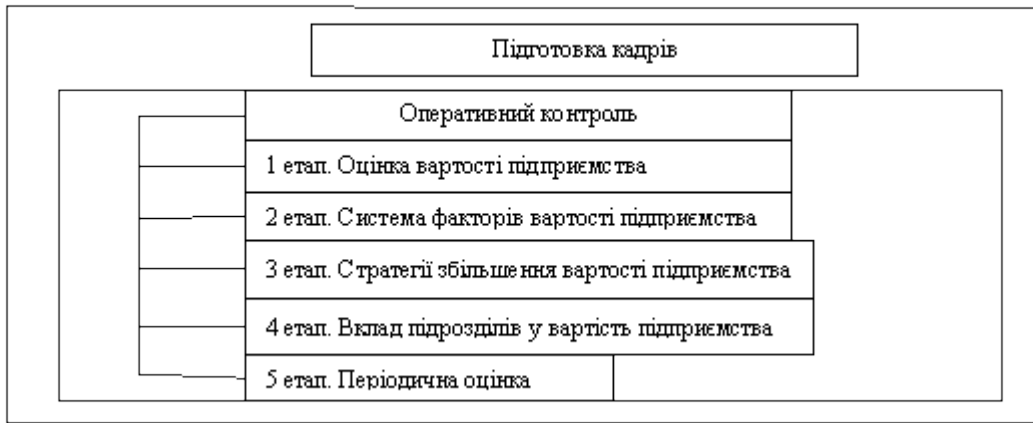 Підготовка кадрів
Оперативний контроль
1 етап. Оцінка вартості підприємства
2 етап. Система факторів вартості підприємства
3 етап. Стратегії збільшення вартості підприємства
4 етап. Вклад підрозділів у вартість підприємства
5 етап. Періодична оцінка